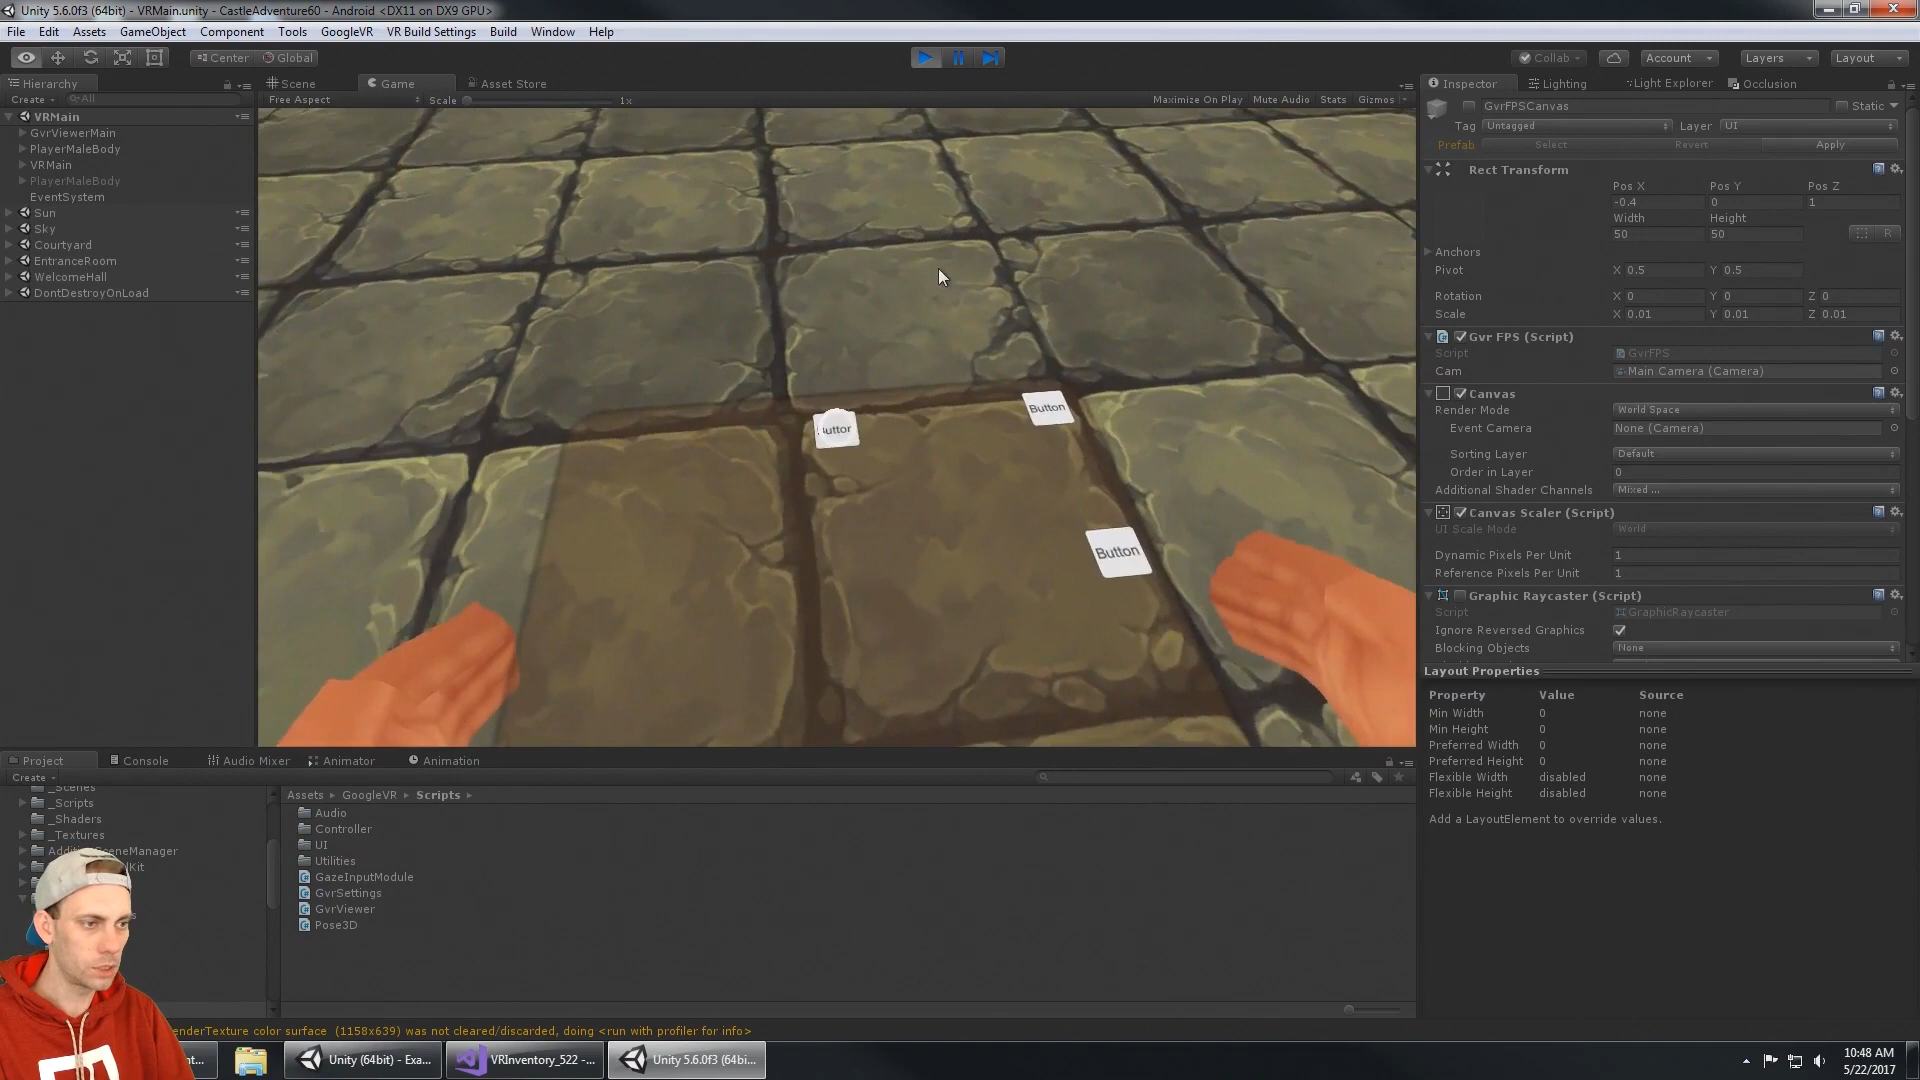 Unity 5.6.0f3 (64bit) - VRMain.unity - CastleAdventure60 - Android <DX11 on DX9 GPU>
File Edit Assets GameObject Component Tools GoogleVR VR Build Settings Build Window Help
Center Global Collab Account Layers Layout
Hierarchy Scene Game Asset Store Inspector Lighting Light Explorer Occlusion
Create All Free Aspect Scale 1x Maximize On Play Mute Audio Stats Gizmos
GvrFPSCanvas Static
Tag Untagged Layer UI
Prefab Select Revert Apply
VRMain
GvrViewerMain
PlayerMaleBody
VRMain
PlayerMaleBody
EventSystem
Sun
Sky
Courtyard
EntranceRoom
WelcomeHall
DontDestroyOnLoad
Button
uttor
Button
Rect Transform
Pos X Pos Y Pos Z
-0.4 0 1
Width Height
50 50
R
Anchors
Pivot X 0.5 Y 0.5
Rotation X 0 Y 0 Z 0
Scale X 0.01 Y 0.01 Z 0.01
Gvr FPS (Script)
Script GvrFPS
Cam Main Camera (Camera)
Canvas
Render Mode World Space
Event Camera None (Camera)
Sorting Layer Default
Order in Layer 0
Additional Shader Channels Mixed ...
Canvas Scaler (Script)
UI Scale Mode World
Dynamic Pixels Per Unit 1
Reference Pixels Per Unit 1
Graphic Raycaster (Script)
Script GraphicRaycaster
Ignore Reversed Graphics
Blocking Objects None
Layout Properties
Property Value Source
Min Width 0 none
Min Height 0 none
Preferred Width 0 none
Preferred Height 0 none
Flexible Width disabled none
Flexible Height disabled none
Add a LayoutElement to override values.
Project Console Audio Mixer Animator Animation
Create
_Scenes
_Scripts
_Shaders
_Textures
Assets GoogleVR Scripts
Audio
Controller
UI
Utilities
GazeInputModule
GvrSettings
GvrViewer
Pose3D
enderTexture color surface (1158x639) was not cleared/discarded, doing <run with profiler for info>
nt... Unity (64bit) - Exa... VRInventory_522 -... Unity 5.6.0f3 (64bi...
10:48 AM
5/22/2017